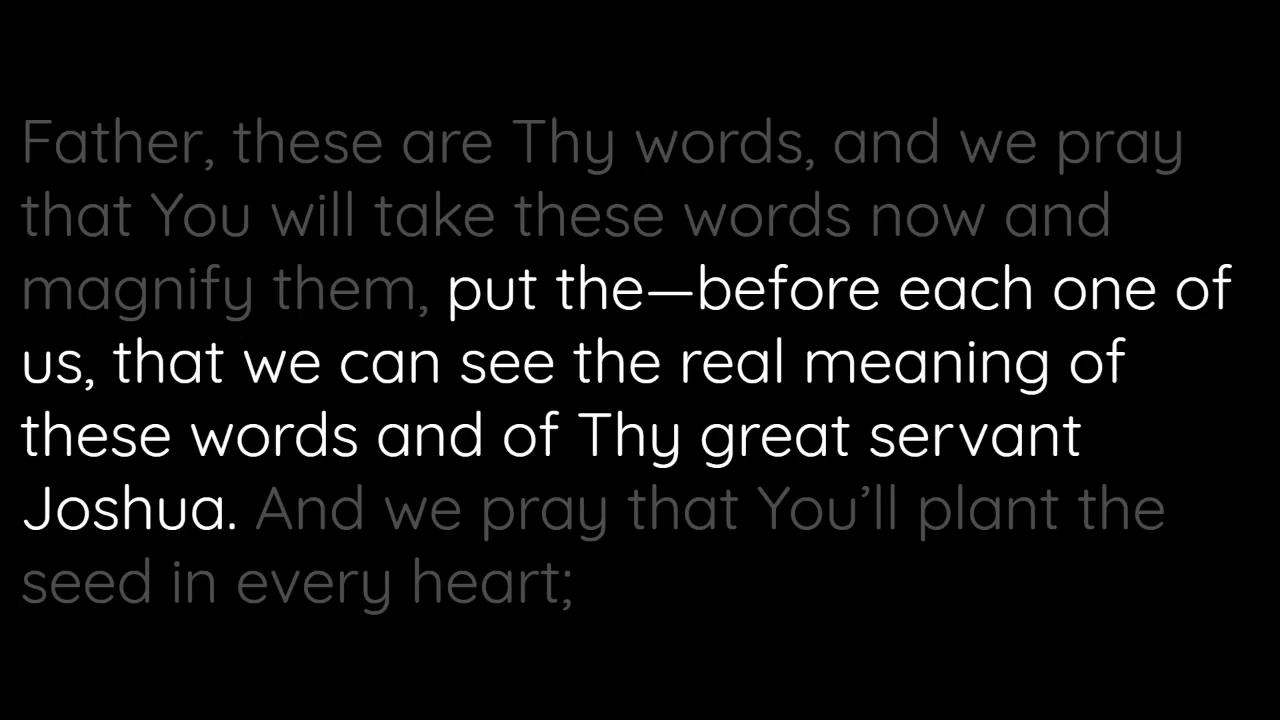 Father, these are Thy words, and we pray
that You will take these words now and
magnify them, put the—before each one of
us, that we can see the real meaning of
these words and of Thy great servant
Joshua. And we pray that You’ll plant the
seed in every heart;